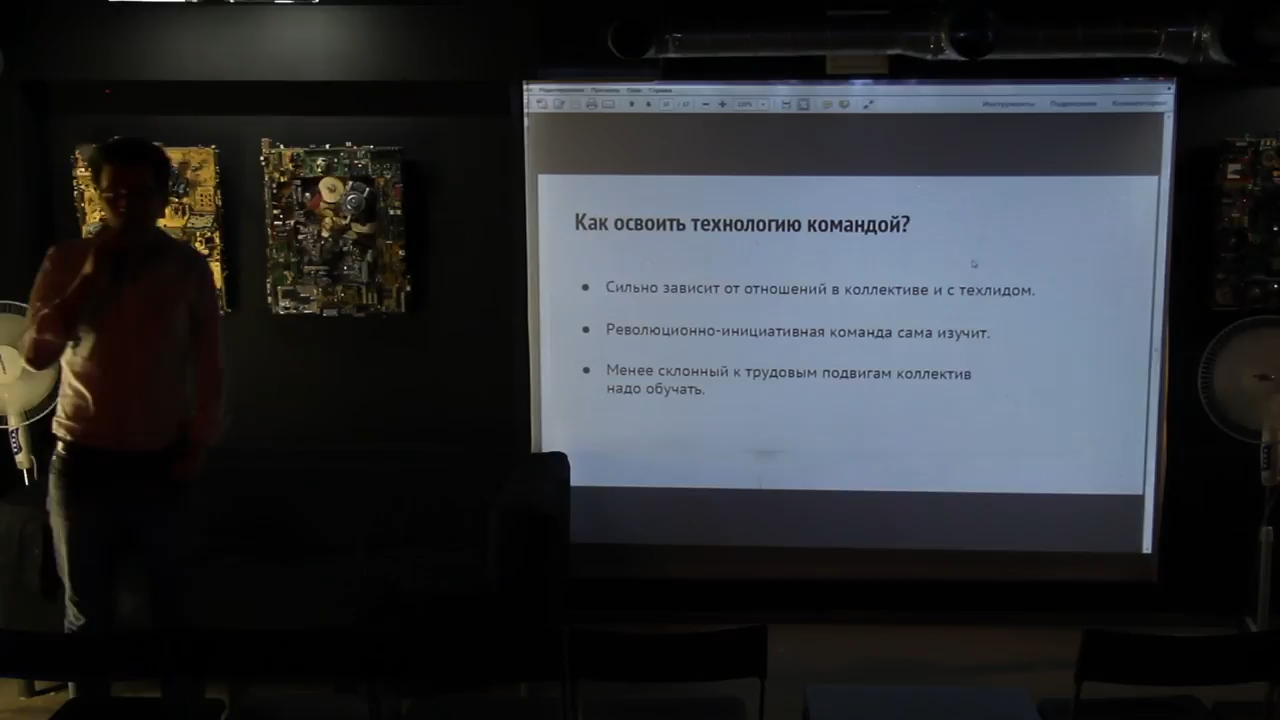 Инструменты
Как освоить технологию командой?
● Сильно зависит от отношений в коллективе и с техлидом.
● Революционно-инициативная команда сама изучит.
● Менее склонный к трудовым подвигам коллектив
надо обучать.